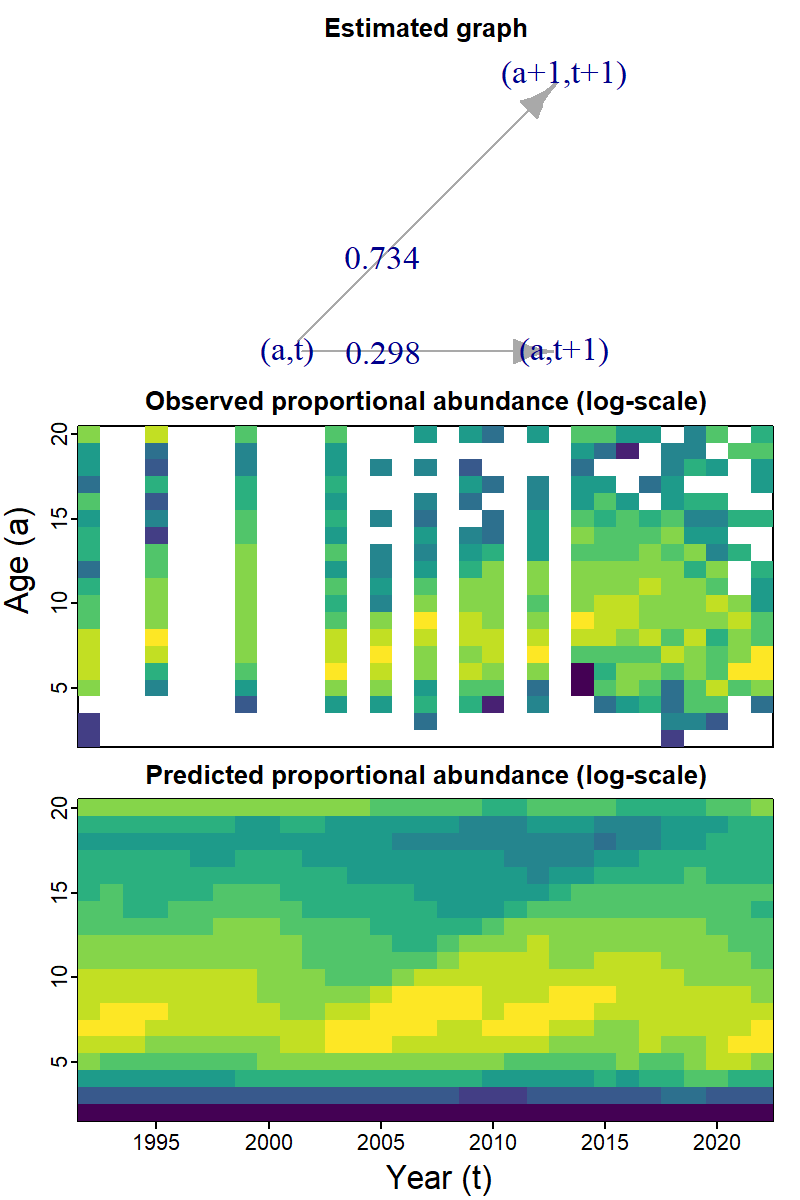 Estimated graph
(a+1,t+1)
0.734
(a,t) 0.298 (a,t+1)
Observed proportional abundance (log-scale)
20
15
10
5
Age (a)
Predicted proportional abundance (log-scale)
20
15
10
5
1995 2000 2005 2010 2015 2020
Year (t)